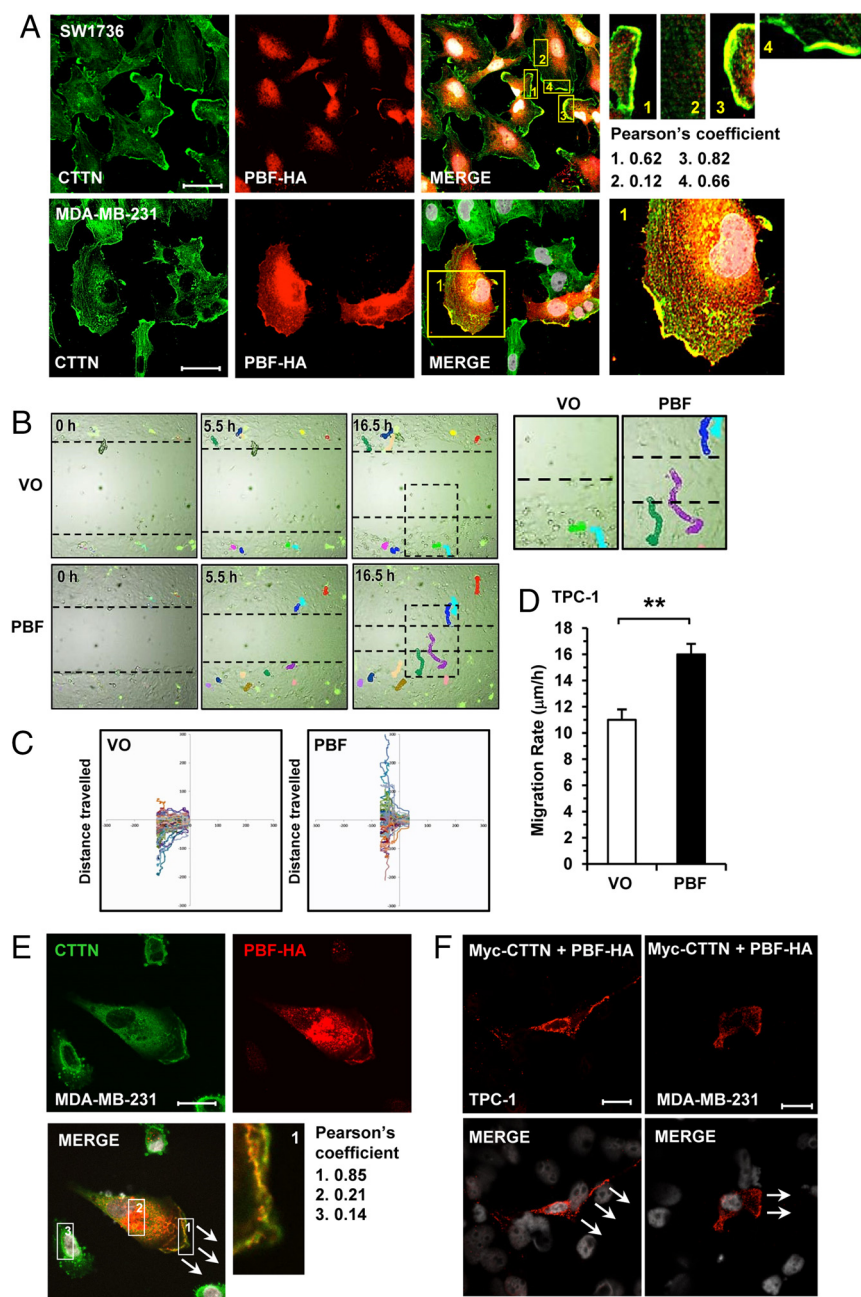 A
SW1736
CTTN
PBF-HA
MERGE
1
2
3
4
1
2
3
4
Pearson's coefficient
1. 0.62 3. 0.82
2. 0.12 4. 0.66
MDA-MB-231
CTTN
PBF-HA
MERGE
1
1
B
VO
0 h
5.5 h
16.5 h
VO
PBF
PBF
0 h
5.5 h
16.5 h
C
VO
Distance travelled
PBF
Distance travelled
D
TPC-1
**
Migration Rate (µm/h)
18
16
14
12
10
8
6
4
2
0
VO
PBF
E
CTTN
MDA-MB-231
PBF-HA
MERGE
1
2
3
1
Pearson's
coefficient
1. 0.85
2. 0.21
3. 0.14
F
Myc-CTTN + PBF-HA
Myc-CTTN + PBF-HA
TPC-1
MDA-MB-231
MERGE
MERGE